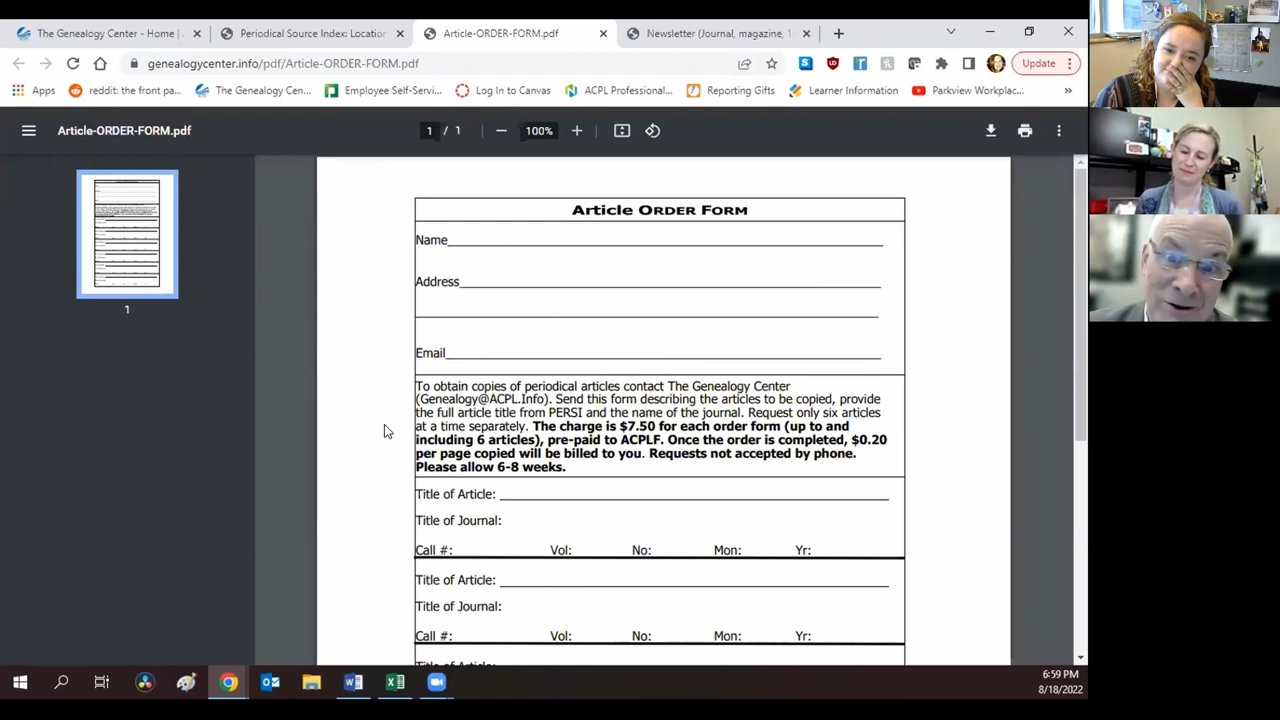 The Genealogy Center - Home |
Periodical Source Index: Location
Article-ORDER-FORM.pdf
Newsletter (Journal, magazine, 1
genealogycenter.info/pdf/Article-ORDER-FORM.pdf
Update
Apps
reddit: the front pa...
The Genealogy Cen...
Employee Self-Servi...
Log In to Canvas
ACPL Professional...
Reporting Gifts
Learner Information
Parkview Workplac...
»
Article-ORDER-FORM.pdf
1 / 1
100%
1
Article ORDER FORM
Name
Address
Email
To obtain copies of periodical articles contact The Genealogy Center
(Genealogy@ACPL.Info). Send this form describing the articles to be copied, provide
the full article title from PERSI and the name of the journal. Request only six articles
at a time separately. The charge is $7.50 for each order form (up to and
including 6 articles), pre-paid to ACPLF. Once the order is completed, $0.20
per page copied will be billed to you. Requests not accepted by phone.
Please allow 6-8 weeks.
Title of Article:
Title of Journal:
Call #: Vol: No: Mon: Yr:
Title of Article:
Title of Journal:
Call #: Vol: No: Mon: Yr:
Title of Article:
6:59 PM
8/18/2022